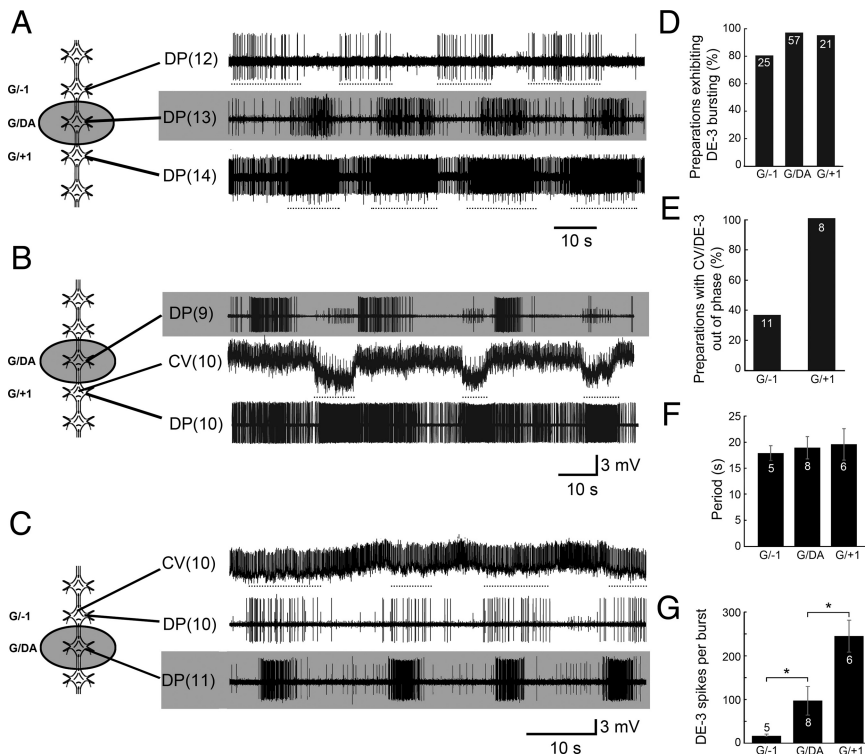 A
G/-1
G/DA
G/+1
DP(12)
DP(13)
DP(14)
10 s
B
G/DA
G/+1
DP(9)
CV(10)
DP(10)
3 mV
10 s
C
G/-1
G/DA
CV(10)
DP(10)
DP(11)
3 mV
10 s
D
Preparations exhibiting
DE-3 bursting (%)
100
80
60
40
20
0
25
57
21
G/-1 G/DA G/+1
E
Preparations with CV/DE-3
out of phase (%)
100
80
60
40
20
0
11
8
G/-1 G/+1
F
Period (s)
25
20
15
10
5
0
5
8
6
G/-1 G/DA G/+1
G
DE-3 spikes per burst
300
200
100
0
*
*
5
8
6
G/-1 G/DA G/+1